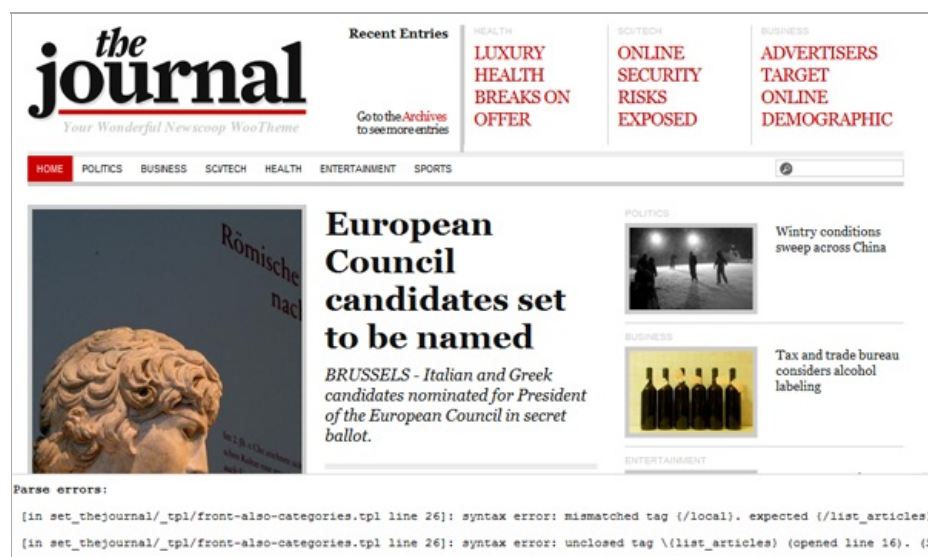 the
journal
Your Wonderful Newscoop WooTheme
Recent Entries
Go to the Archives
to see more entries
HEALTH
LUXURY
HEALTH
BREAKS ON
OFFER
SCI/TECH
ONLINE
SECURITY
RISKS
EXPOSED
BUSINESS
ADVERTISERS
TARGET
ONLINE
DEMOGRAPHIC
HOME POLITICS BUSINESS SCI/TECH HEALTH ENTERTAINMENT SPORTS
Römische
nach
European
Council
candidates set
to be named
BRUSSELS - Italian and Greek
candidates nominated for President
of the European Council in secret
ballot.
POLITICS
Wintry conditions
sweep across China
BUSINESS
Tax and trade bureau
considers alcohol
labeling
ENTERTAINMENT
Parse errors:
[in set_thejournal/_tpl/front-also-categories.tpl line 26]: syntax error: mismatched tag {/local}. expected {/list_articles}
[in set_thejournal/_tpl/front-also-categories.tpl line 26]: syntax error: unclosed tag \{list_articles} (opened line 16). (